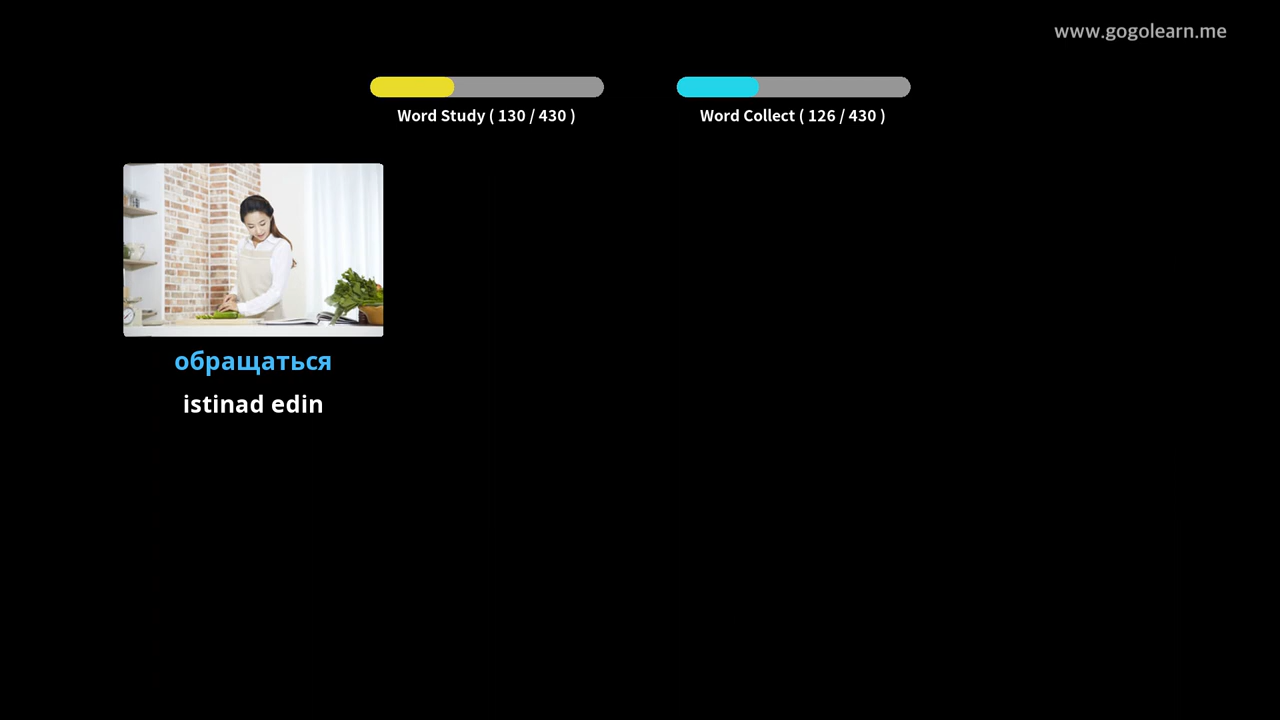 www.gogolearn.me
Word Study ( 130 / 430 )
Word Collect ( 126 / 430 )
обращаться
istinad edin